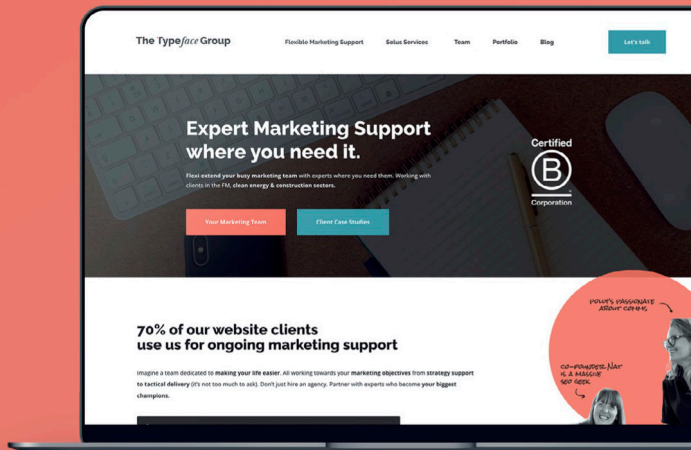 The Typeface Group
Flexible Marketing Support
Solus Services
Team
Portfolio
Blog
Let's talk
Expert Marketing Support
where you need it.
Flexi extend your busy marketing team with experts where you need them. Working with
clients in the FM, clean energy & construction sectors.
Your Marketing Team
Client Case Studies
Certified
B
Corporation
70% of our website clients
use us for ongoing marketing support
Imagine a team dedicated to making your life easier. All working towards your marketing objectives from strategy support
to tactical delivery (it's not too much to ask). Don't just hire an agency. Partner with experts who become your biggest
champions.
POLLY'S PASSIONATE
ABOUT COMMS
CO-FOUNDER NAT
IS A MASSIVE
SEO GEEK